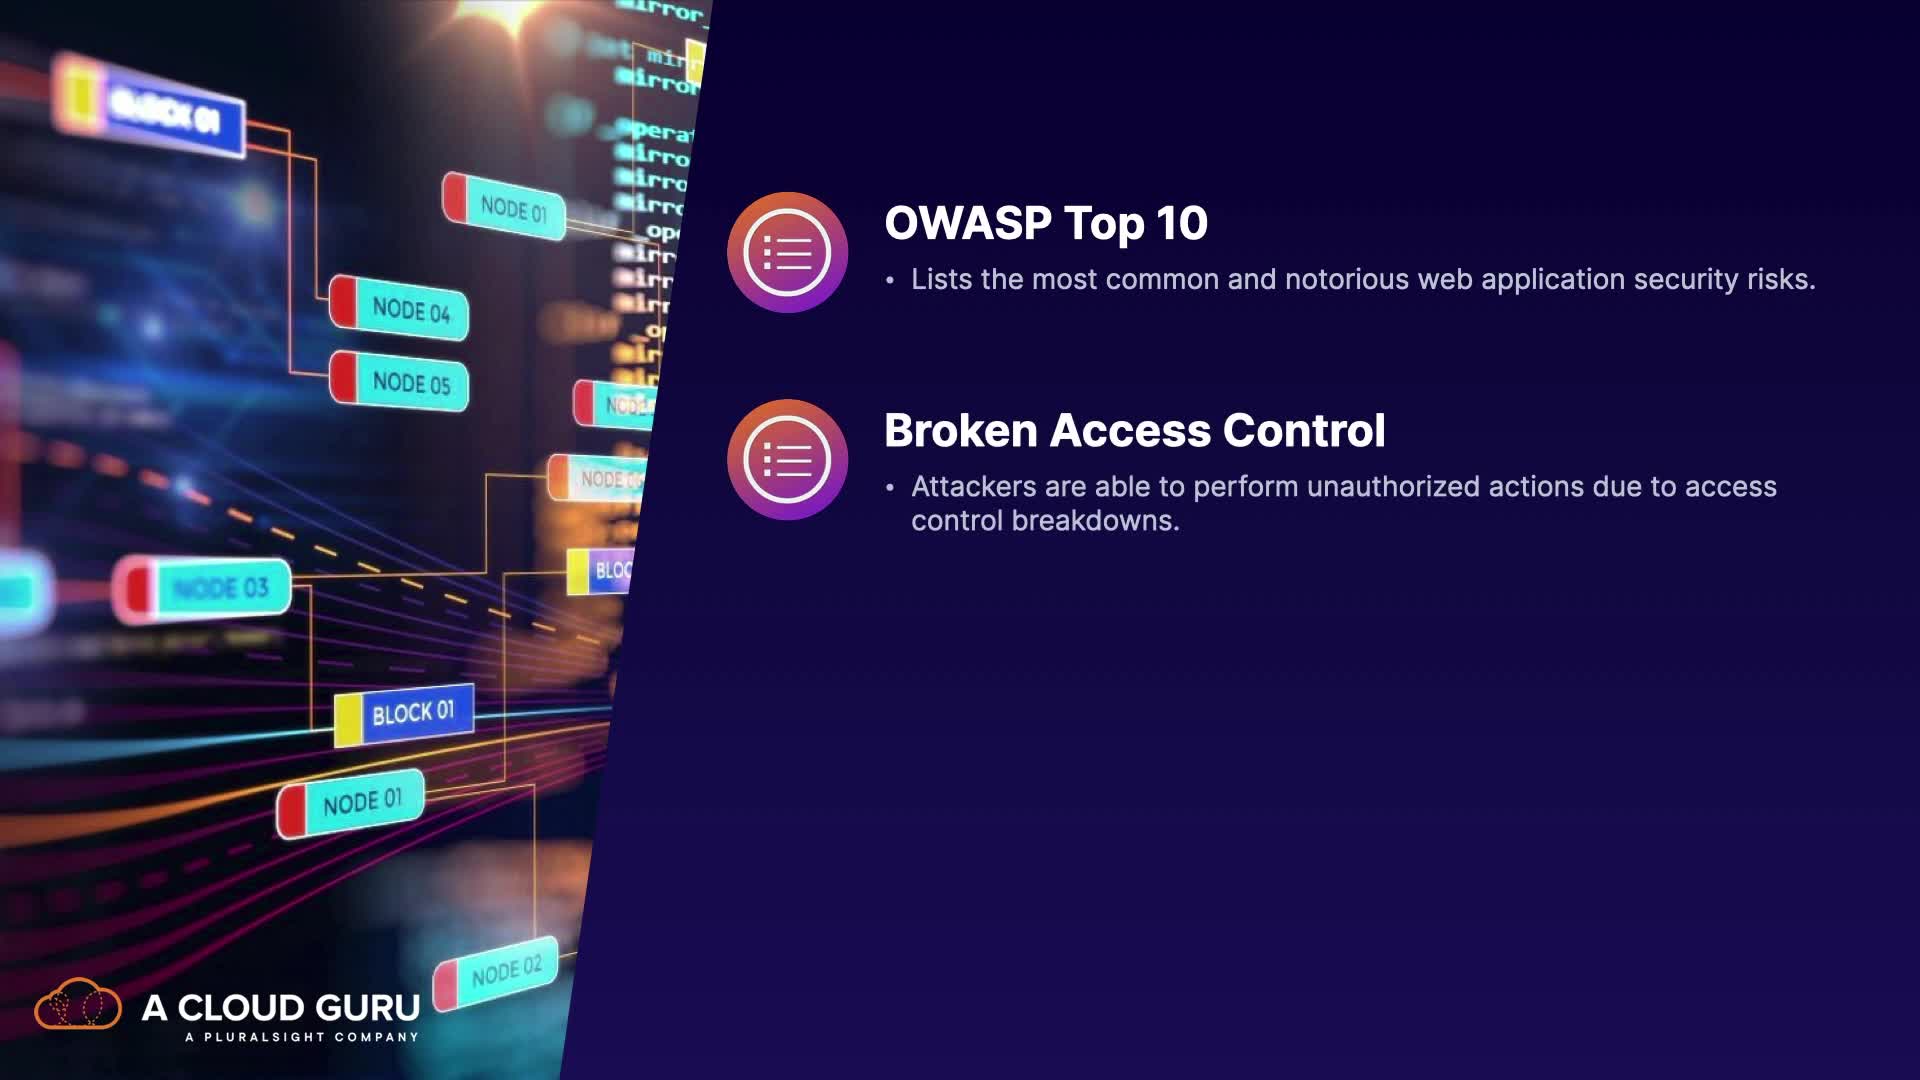 BLOCK 01
NODE 01
NODE 04
NODE 05
NODE 03
BLOCK 01
NODE 01
NODE 02
A CLOUD GURU
A PLURALSIGHT COMPANY
OWASP Top 10
• Lists the most common and notorious web application security risks.
Broken Access Control
• Attackers are able to perform unauthorized actions due to access
control breakdowns.